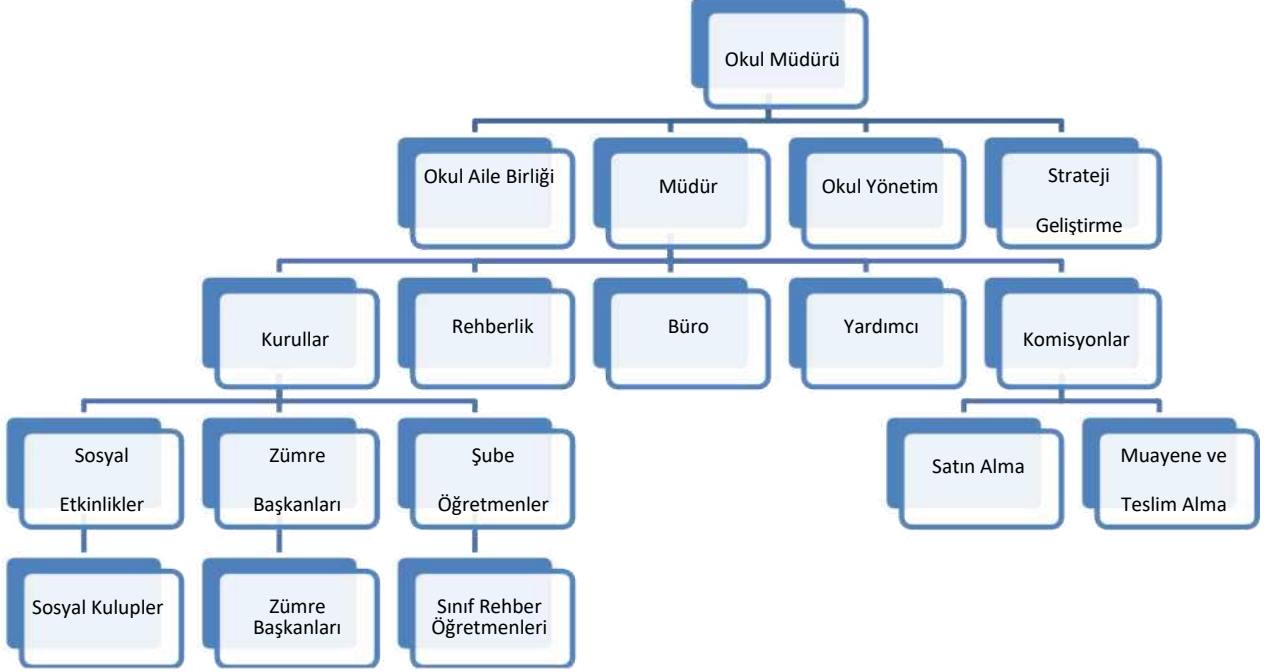 Okul Müdürü
Okul Aile Birliği
Müdür
Okul Yönetim
Strateji
Geliştirme
Kurullar
Rehberlik
Büro
Yardımcı
Komisyonlar
Sosyal
Etkinlikler
Zümre
Başkanları
Şube
Öğretmenler
Satın Alma
Muayene ve
Teslim Alma
Sosyal Kulupler
Zümre
Başkanları
Sınıf Rehber
Öğretmenleri